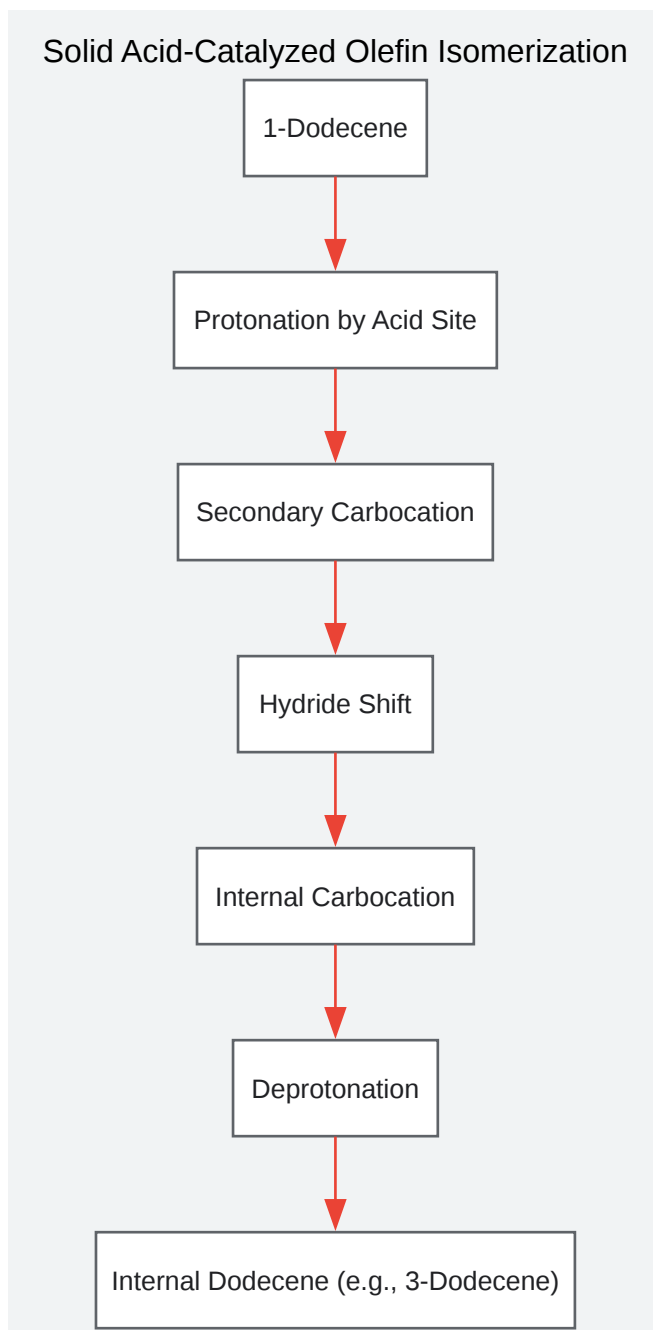 Solid Acid-Catalyzed Olefin Isomerization
1-Dodecene
Protonation by Acid Site
Secondary Carbocation
Hydride Shift
Internal Carbocation
Deprotonation
Internal Dodecene (e.g., 3-Dodecene)